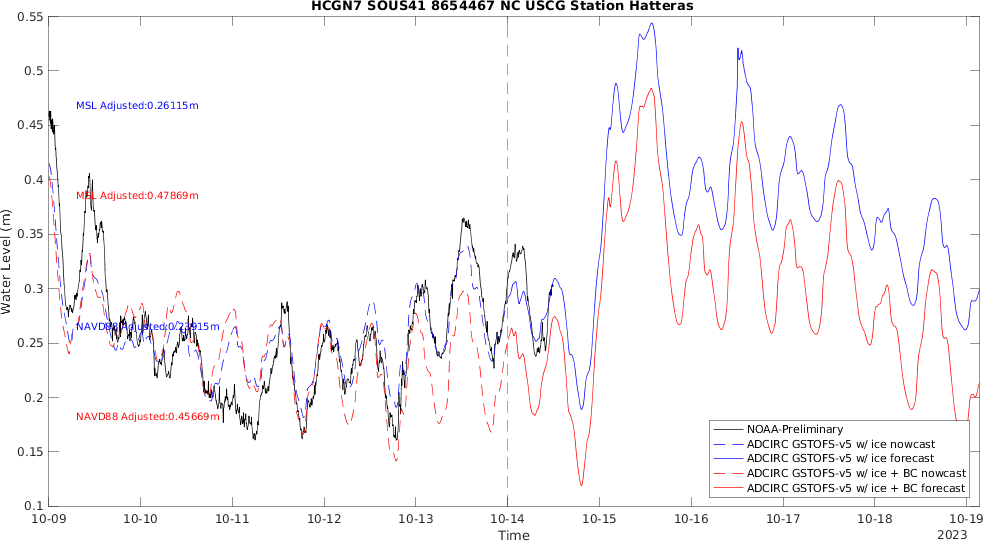 HCGN7 SOUS41 8654467 NC USCG Station Hatteras
0.55
0.5
0.45
0.4
0.35
0.3
0.25
0.2
0.15
0.1
Water Level (m)
MSL Adjusted:0.26115m
MSL Adjusted:0.47869m
NAVD88 Adjusted:0.23915m
NAVD88 Adjusted:0.45669m
NOAA-Preliminary
ADCIRC GSTOFS-v5 w/ ice nowcast
ADCIRC GSTOFS-v5 w/ ice forecast
ADCIRC GSTOFS-v5 w/ ice + BC nowcast
ADCIRC GSTOFS-v5 w/ ice + BC forecast
10-09 10-10 10-11 10-12 10-13 10-14 10-15 10-16 10-17 10-18 10-19
2023
Time